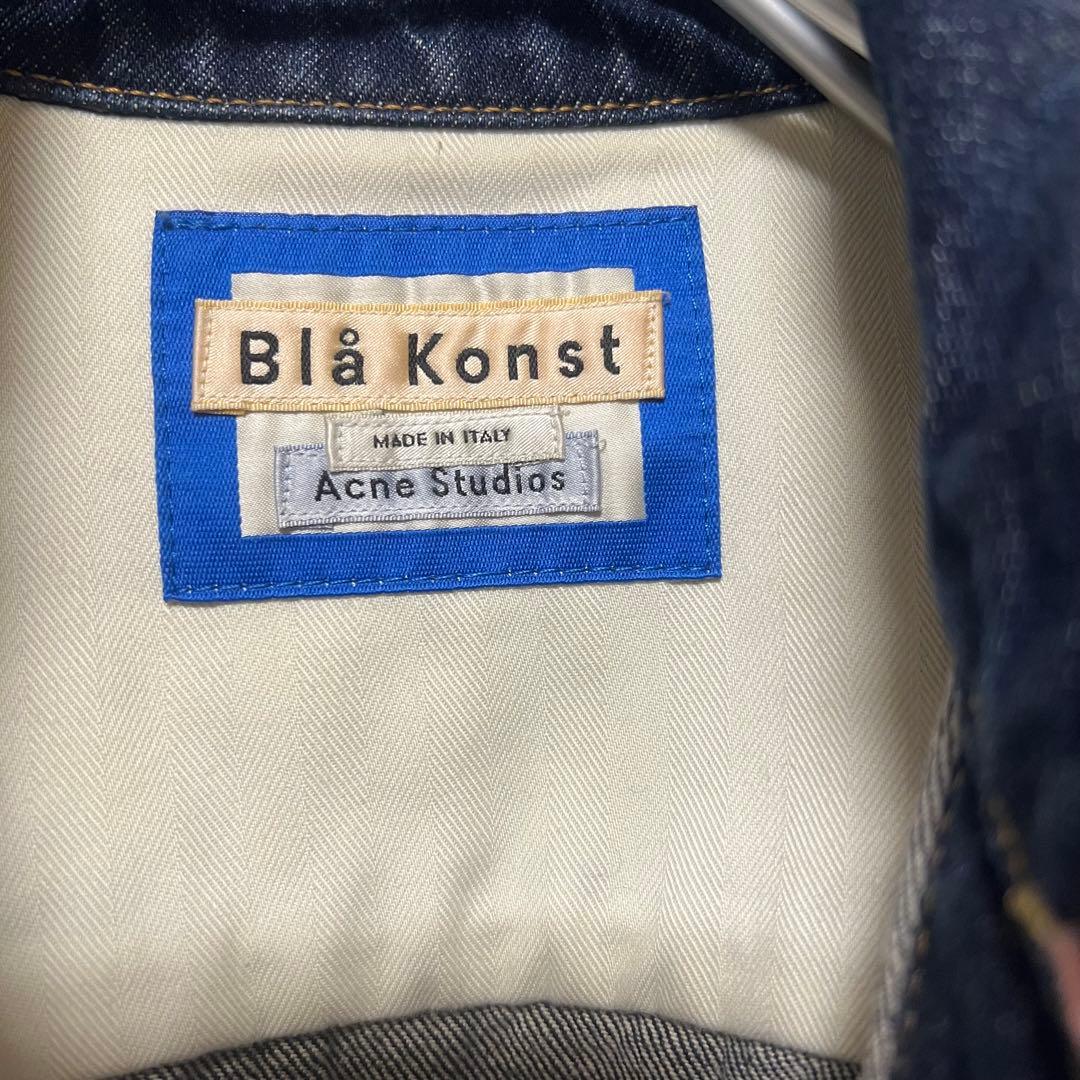 Blå Konst
MADE IN ITALY
Acne Studios